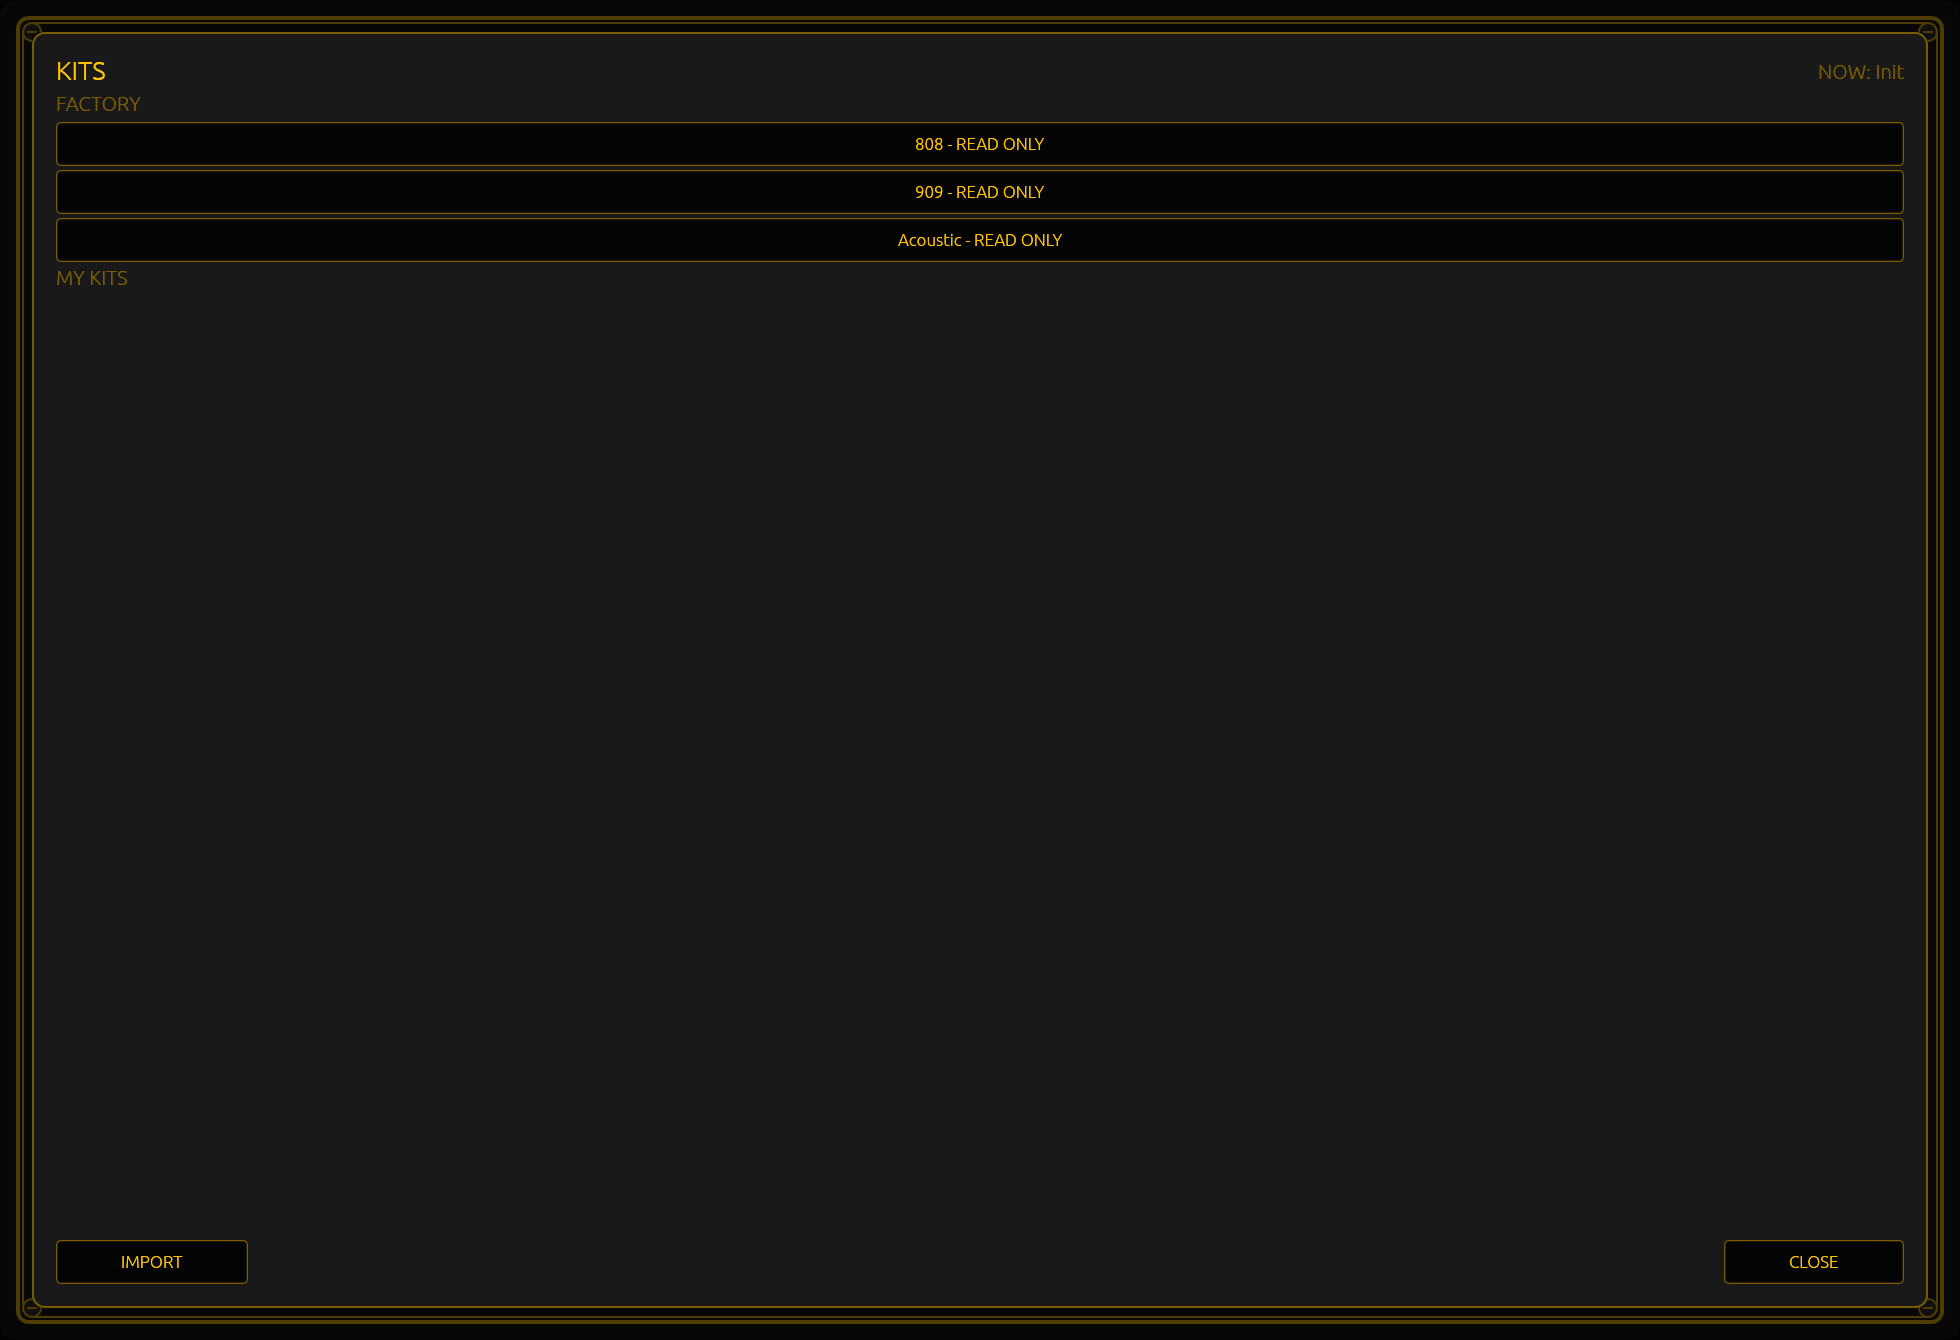 KITS
NOW: Init
FACTORY
808 - READ ONLY
909 - READ ONLY
Acoustic - READ ONLY
MY KITS
IMPORT
CLOSE